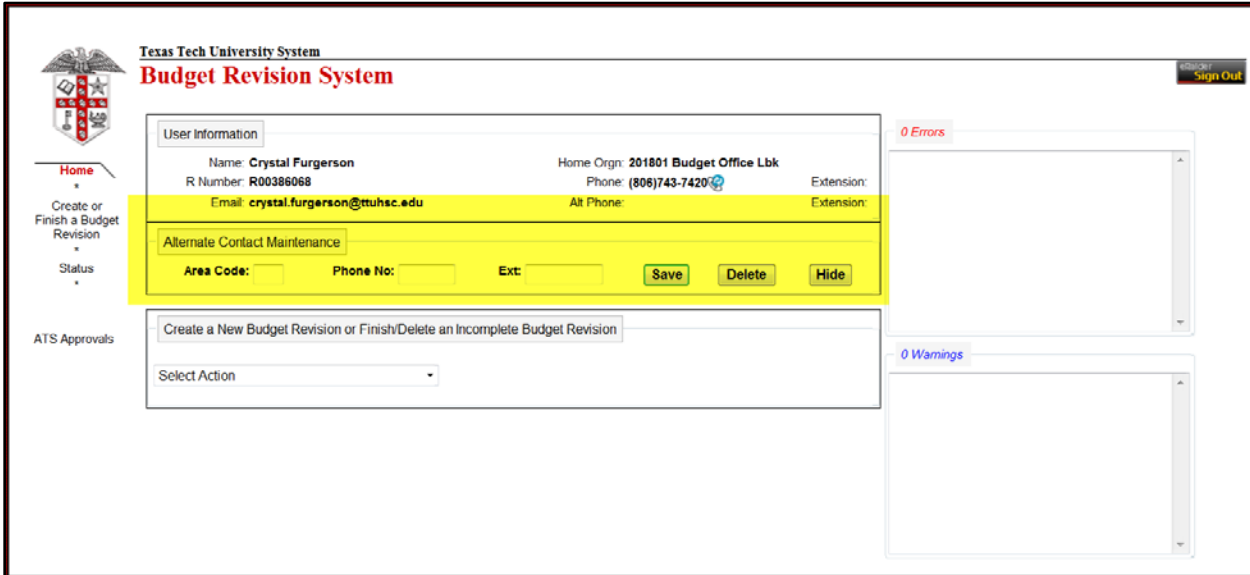 Texas Tech University System
Budget Revision System
eRaider
Sign Out
Home
*
Create or
Finish a Budget
Revision
*
Status
*
ATS Approvals
User Information
Name: Crystal Furgerson Home Orgn: 201801 Budget Office Lbk
R Number: R00386068 Phone: (806)743-7420 Extension:
Email: crystal.furgerson@ttuhsc.edu Alt Phone: Extension:
Alternate Contact Maintenance
Area Code: Phone No: Ext: Save Delete Hide
Create a New Budget Revision or Finish/Delete an Incomplete Budget Revision
Select Action
0 Errors
0 Warnings